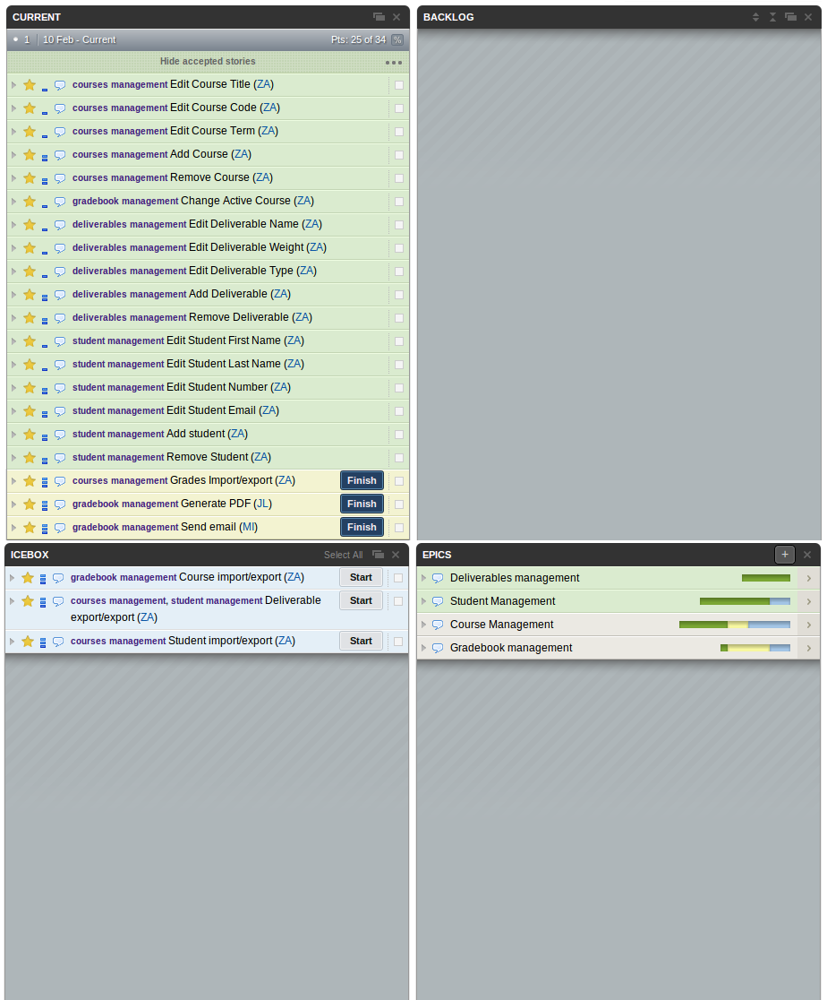 CURRENT
1 10 Feb - Current Pts: 25 of 34 %
Hide accepted stories
courses management Edit Course Title (ZA)
courses management Edit Course Code (ZA)
courses management Edit Course Term (ZA)
courses management Add Course (ZA)
courses management Remove Course (ZA)
gradebook management Change Active Course (ZA)
deliverables management Edit Deliverable Name (ZA)
deliverables management Edit Deliverable Weight (ZA)
deliverables management Edit Deliverable Type (ZA)
deliverables management Add Deliverable (ZA)
deliverables management Remove Deliverable (ZA)
student management Edit Student First Name (ZA)
student management Edit Student Last Name (ZA)
student management Edit Student Number (ZA)
student management Edit Student Email (ZA)
student management Add student (ZA)
student management Remove Student (ZA)
courses management Grades Import/export (ZA) Finish
gradebook management Generate PDF (JL) Finish
gradebook management Send email (MI) Finish
BACKLOG
ICEBOX Select All
gradebook management Course import/export (ZA) Start
courses management, student management Deliverable Start
export/export (ZA)
courses management Student import/export (ZA) Start
EPICS +
Deliverables management
Student Management
Course Management
Gradebook management